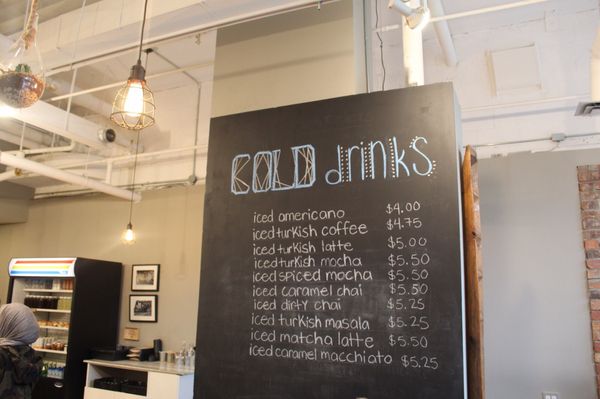 COLD drinks
iced americano $4.00
iced turkish coffee $4.75
iced turkish latte $5.00
iced turkish mocha $5.50
iced spiced mocha $5.50
iced caramel chai $5.50
iced dirty chai $5.25
iced turkish masala $5.25
iced matcha latte $5.50
iced caramel macchiato $5.25